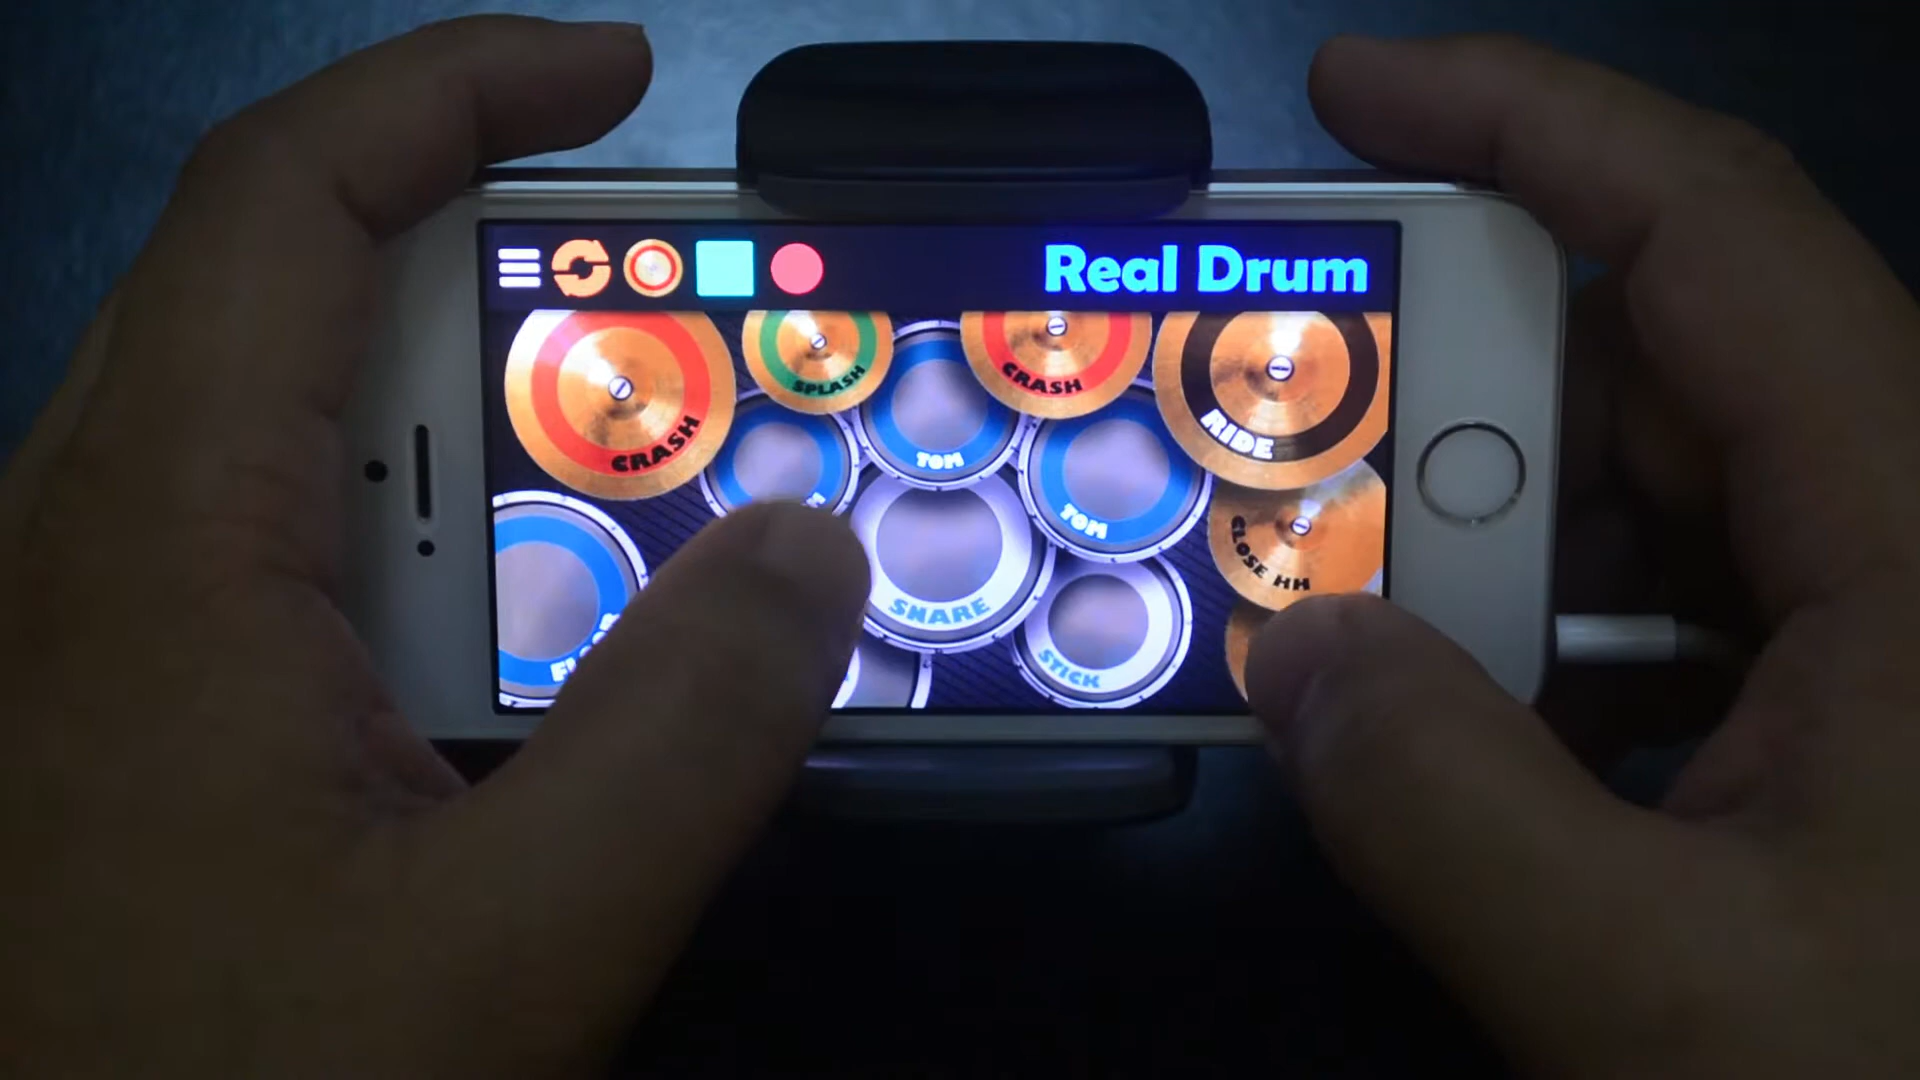 Real Drum
CRASH
SPLASH
CRASH
RIDE
TOM
TOM
CLOSE HH
SNARE
STICK